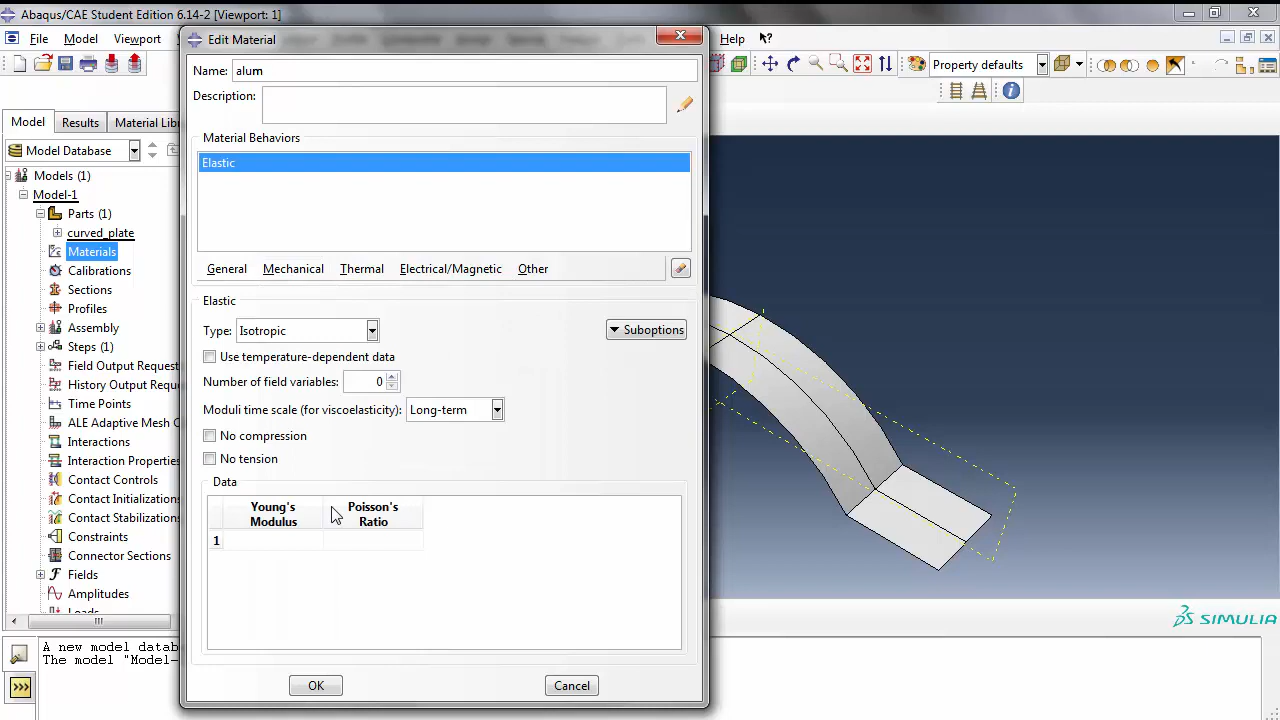 Abaqus/CAE Student Edition 6.14-2 [Viewport: 1]
File Model Viewport Help
Edit Material
Name: alum
Description:
Property defaults
Model Results Material Lib
Model Database
Models (1)
Model-1
Parts (1)
curved_plate
Materials
Calibrations
Sections
Profiles
Assembly
Steps (1)
Field Output Request
History Output Reque
Time Points
ALE Adaptive Mesh C
Interactions
Interaction Properties
Contact Controls
Contact Initializations
Contact Stabilizations
Constraints
Connector Sections
Fields
Amplitudes
Loads
Material Behaviors
Elastic
General Mechanical Thermal Electrical/Magnetic Other
Elastic
Type: Isotropic
Suboptions
Use temperature-dependent data
Number of field variables: 0
Moduli time scale (for viscoelasticity): Long-term
No compression
No tension
Data
Young's Modulus
Poisson's Ratio
1
OK Cancel
A new model datab
The model "Model-
>>>
SIMULIA